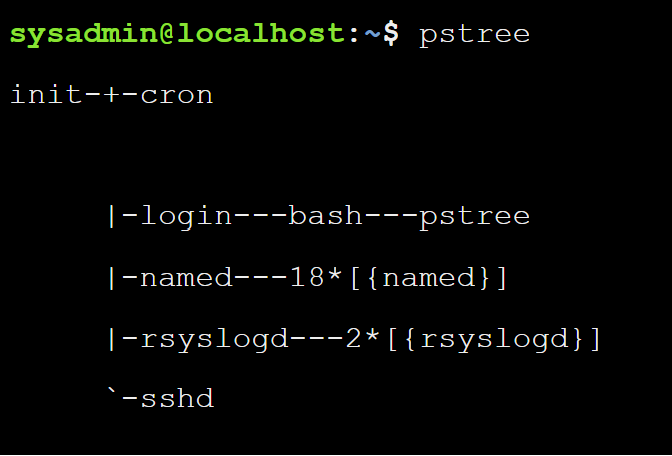 sysadmin@localhost:~$ pstree
init-+-cron
     |-login---bash---pstree
     |-named---18*[{named}]
     |-rsyslogd---2*[{rsyslogd}]
     `-sshd